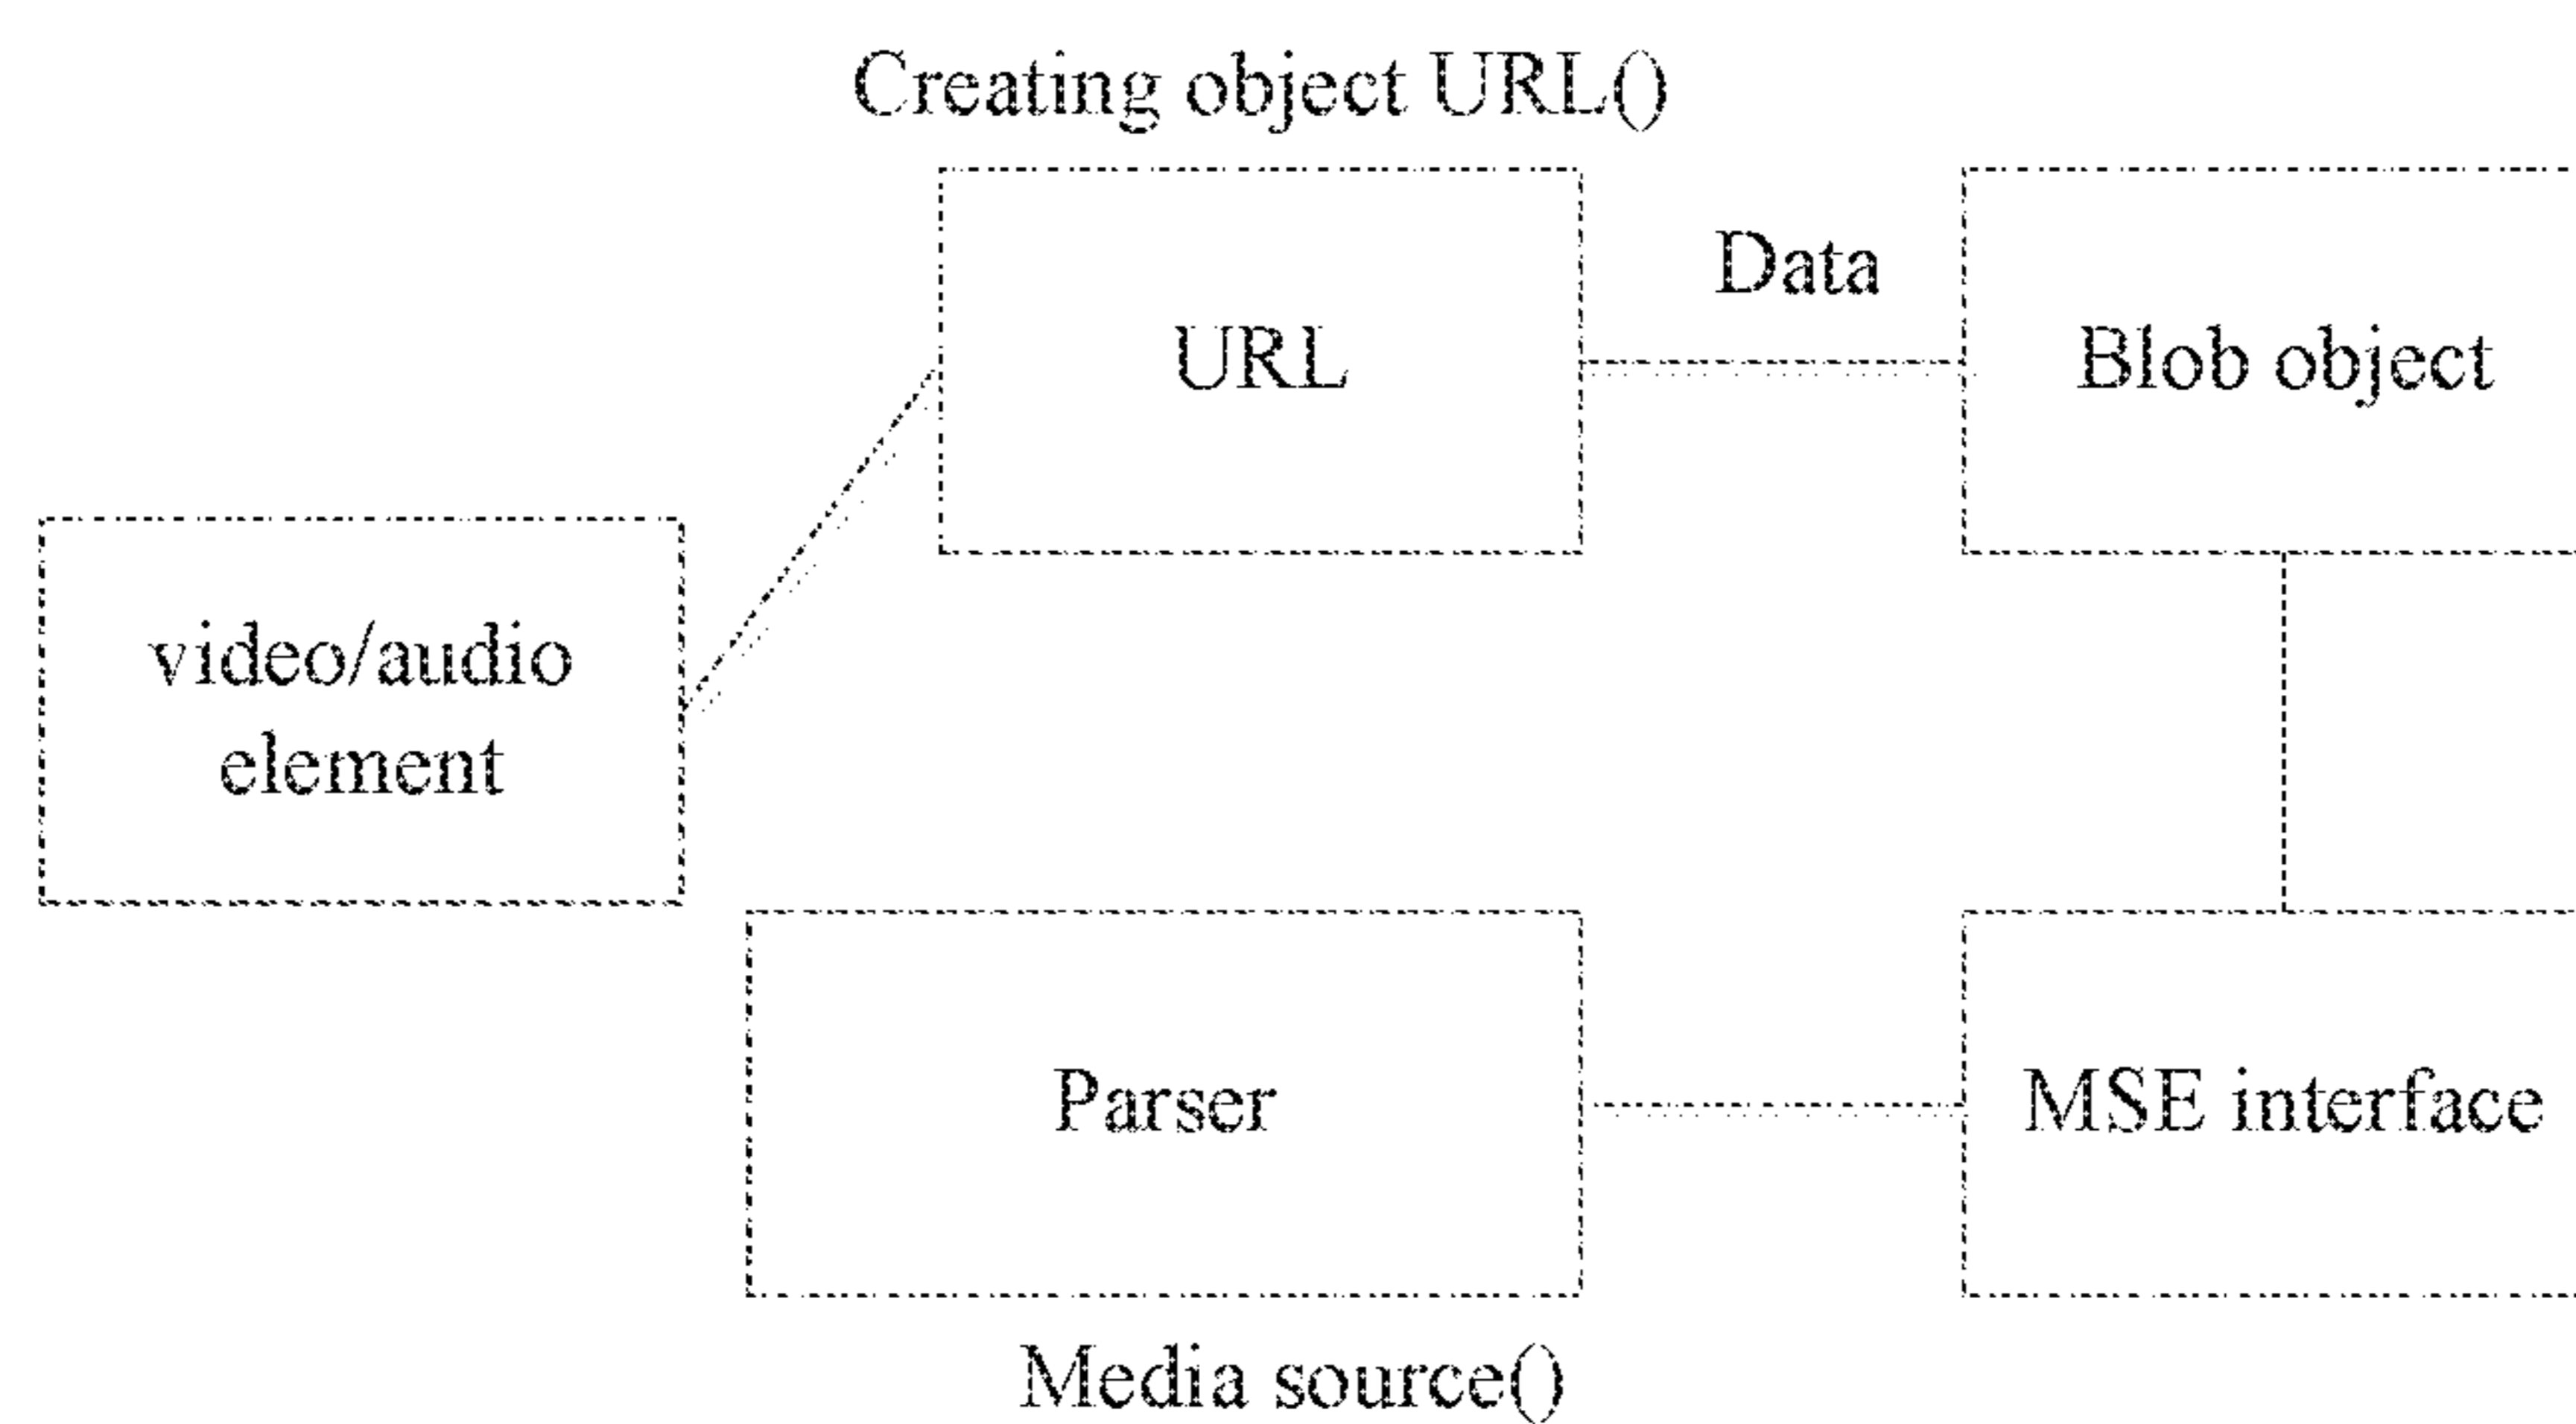 Creating object URL()
Data
URL
Blob object
video/audio
element
Parser
MSE interface
Media source()